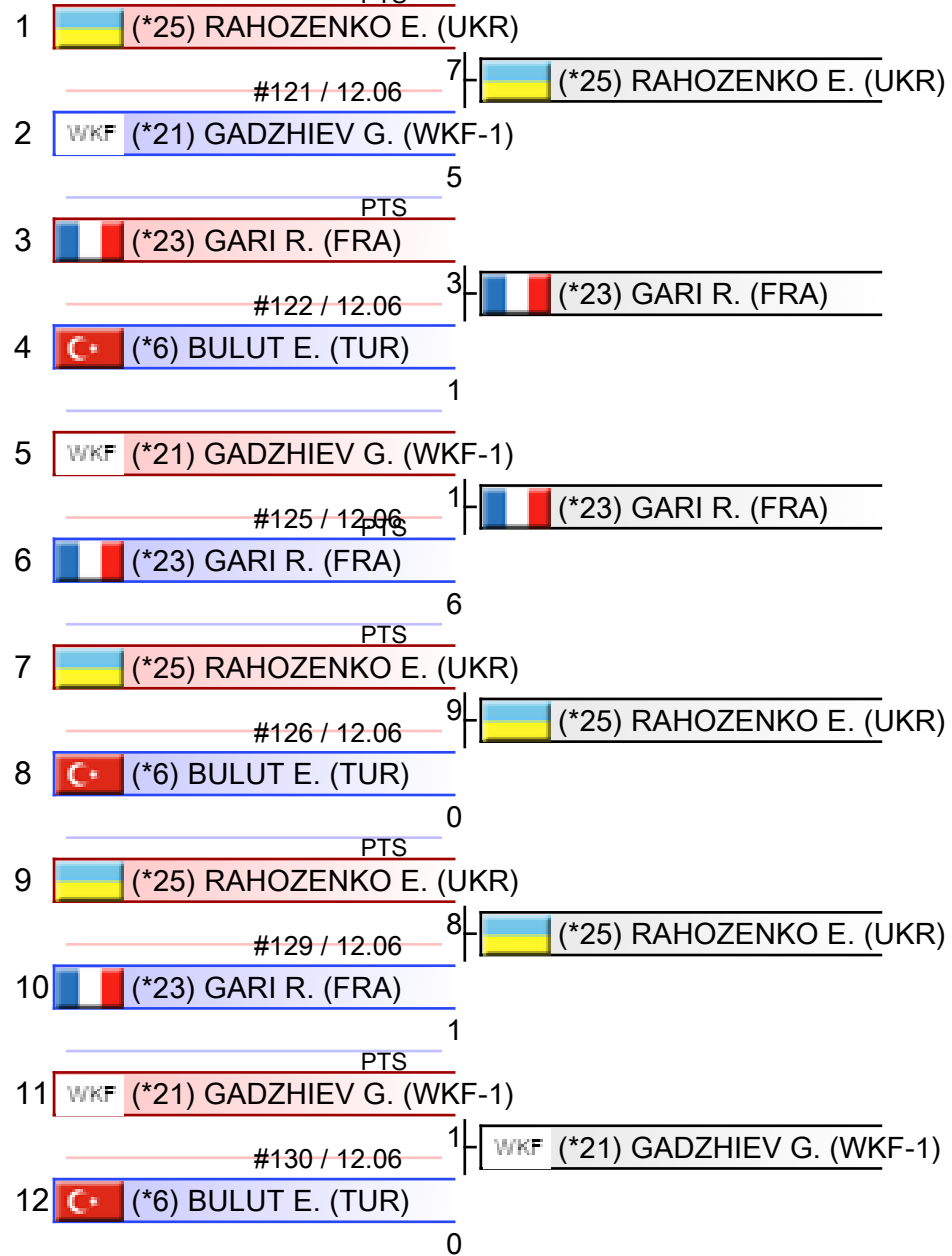 PTS
1 (*25) RAHOZENKO E. (UKR)
7 (*25) RAHOZENKO E. (UKR)
#121 / 12.06
2 WKF (*21) GADZHIEV G. (WKF-1)
5
PTS
3 (*23) GARI R. (FRA)
3 (*23) GARI R. (FRA)
#122 / 12.06
4 (*6) BULUT E. (TUR)
1
5 WKF (*21) GADZHIEV G. (WKF-1)
1 (*23) GARI R. (FRA)
#125 / 12.06
PTS
6 (*23) GARI R. (FRA)
6
PTS
7 (*25) RAHOZENKO E. (UKR)
9 (*25) RAHOZENKO E. (UKR)
#126 / 12.06
8 (*6) BULUT E. (TUR)
0
PTS
9 (*25) RAHOZENKO E. (UKR)
8 (*25) RAHOZENKO E. (UKR)
#129 / 12.06
10 (*23) GARI R. (FRA)
1
PTS
11 WKF (*21) GADZHIEV G. (WKF-1)
1 WKF (*21) GADZHIEV G. (WKF-1)
#130 / 12.06
12 (*6) BULUT E. (TUR)
0